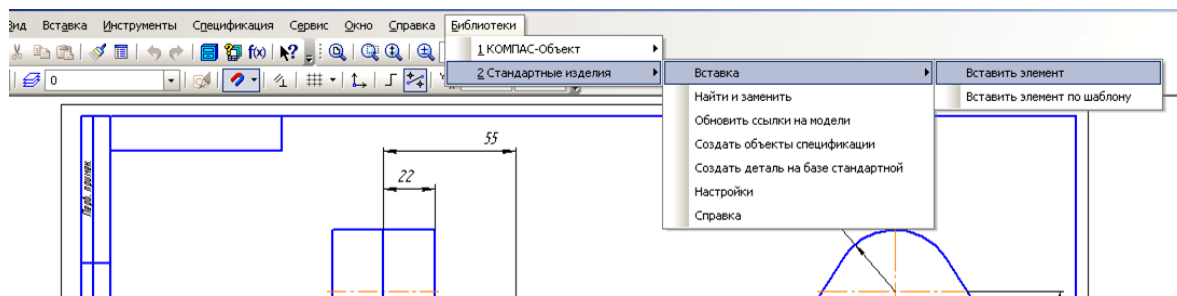 Вид Вставка Инструменты Спецификация Сервис Окно Справка Библиотеки
f(x)
1 КОМПАС-Объект
0
2 Стандартные изделия
Вставка
Вставить элемент
Найти и заменить
Вставить элемент по шаблону
Обновить ссылки на модели
Создать объекты спецификации
Создать деталь на базе стандартной
Настройки
Справка
55
22
Перв. примен.